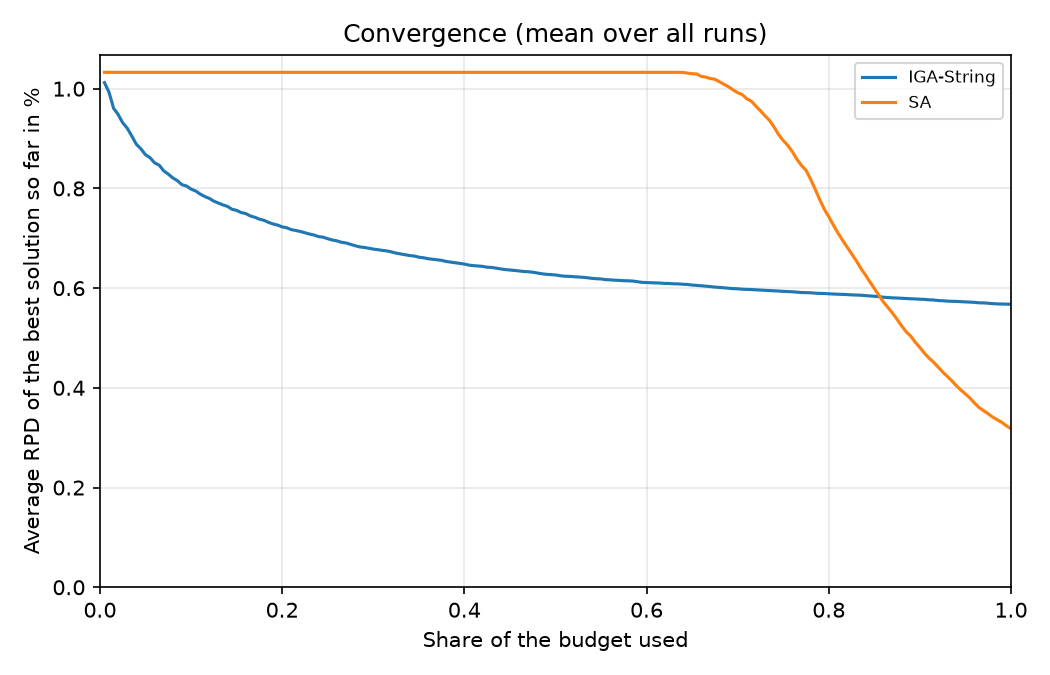 Convergence (mean over all runs)
IGA-String
SA
Average RPD of the best solution so far in %
1.0
0.8
0.6
0.4
0.2
0.0
0.0 0.2 0.4 0.6 0.8 1.0
Share of the budget used